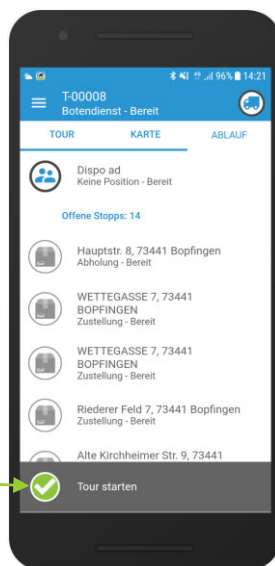 96% 14:21
T-00008
Botendienst - Bereit
TOUR KARTE ABLAUF
Dispo ad
Keine Position - Bereit
Offene Stopps: 14
Hauptstr. 8, 73441 Bopfingen
Abholung - Bereit
WETTEGASSE 7, 73441
BOPFINGEN
Zustellung - Bereit
WETTEGASSE 7, 73441
BOPFINGEN
Zustellung - Bereit
Riederer Feld 7, 73441 Bopfingen
Zustellung - Bereit
Alte Kirchheimer Str. 9, 73441
Tour starten